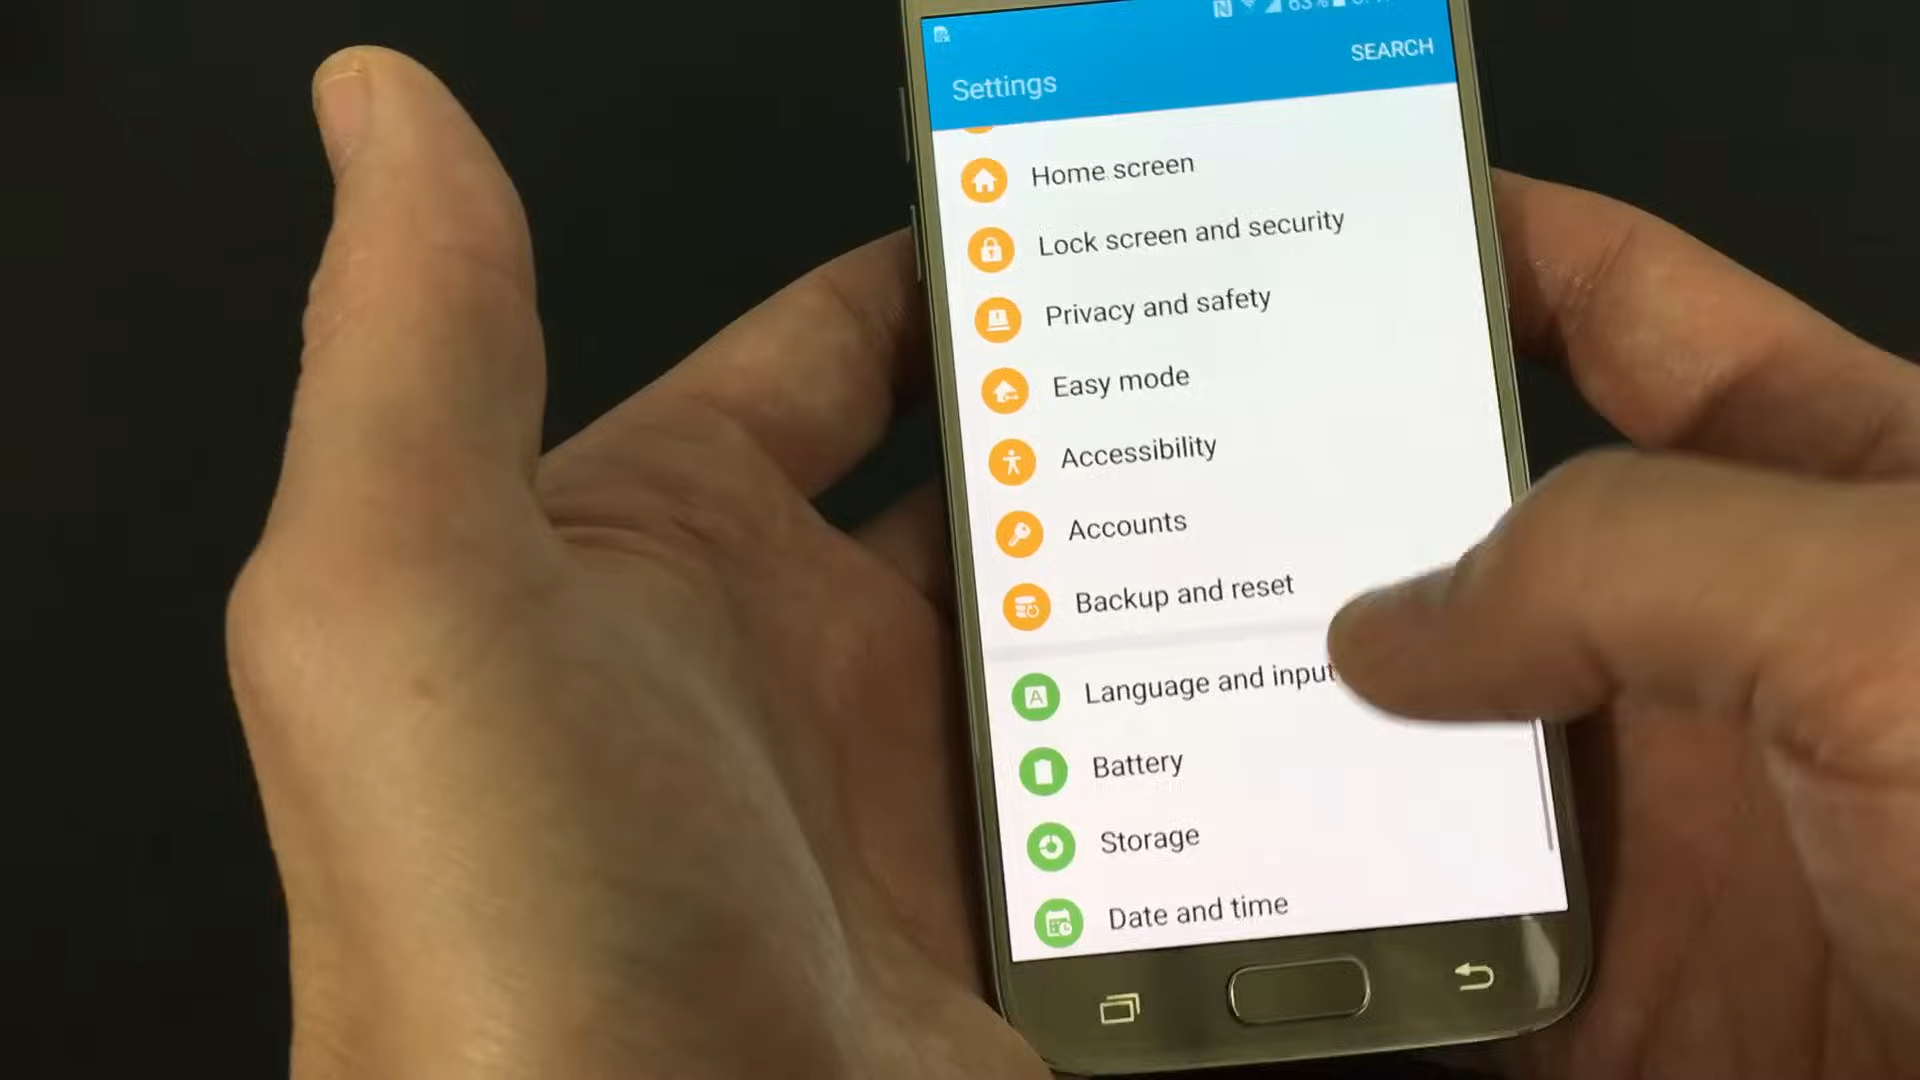 63%
SEARCH
Settings
Home screen
Lock screen and security
Privacy and safety
Easy mode
Accessibility
Accounts
Backup and reset
Language and input
A
Battery
Storage
Date and time